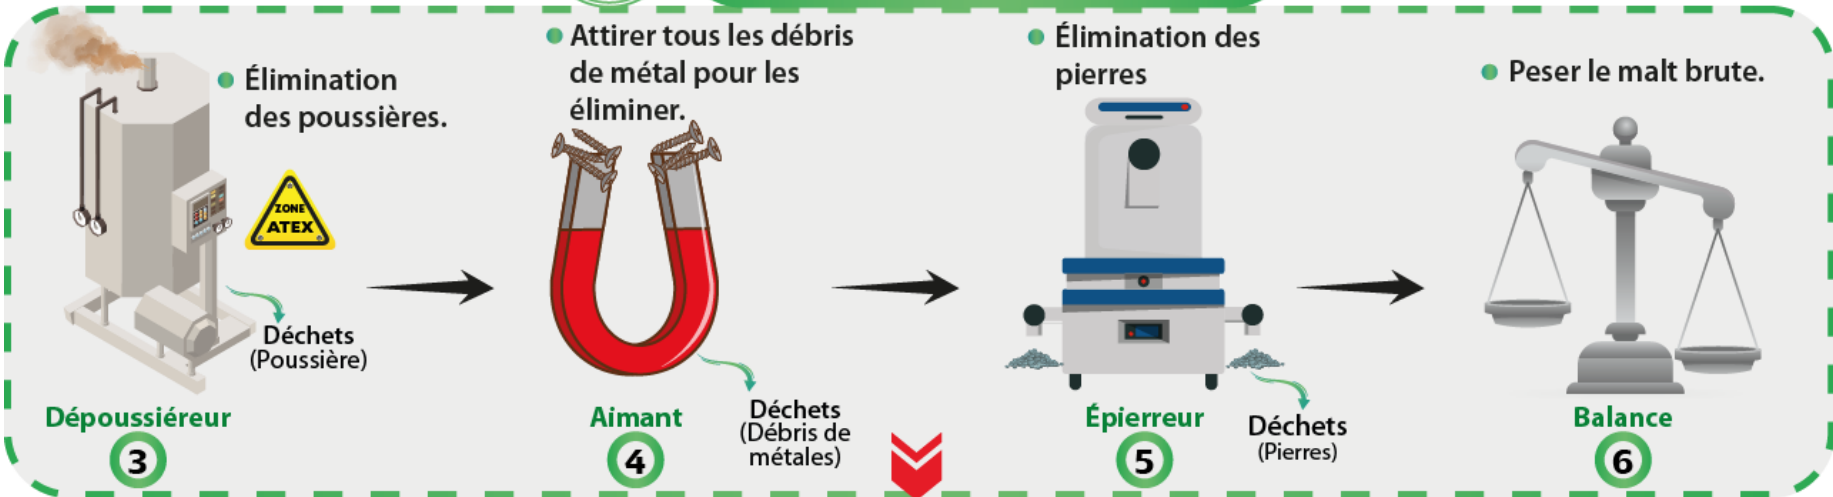 Élimination
des poussières.
ZONE
ATEX
Déchets
(Poussière)
Dépoussiéreur
3
Attirer tous les débris
de métal pour les
éliminer.
Déchets
(Débris de
métales)
Aimant
4
Élimination des
pierres
Déchets
(Pierres)
Épierreur
5
Peser le malt brute.
Balance
6